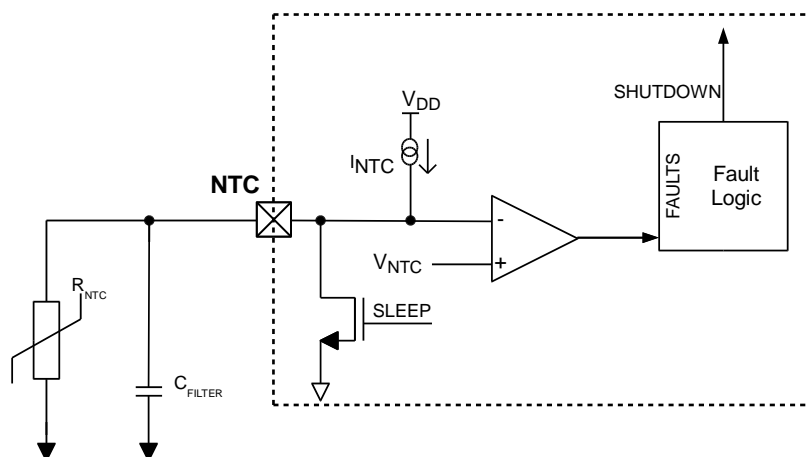 SHUTDOWN
VDD
INTC
FAULTS
Fault
Logic
NTC
-
VNTC
+
RNTC
SLEEP
CFILTER